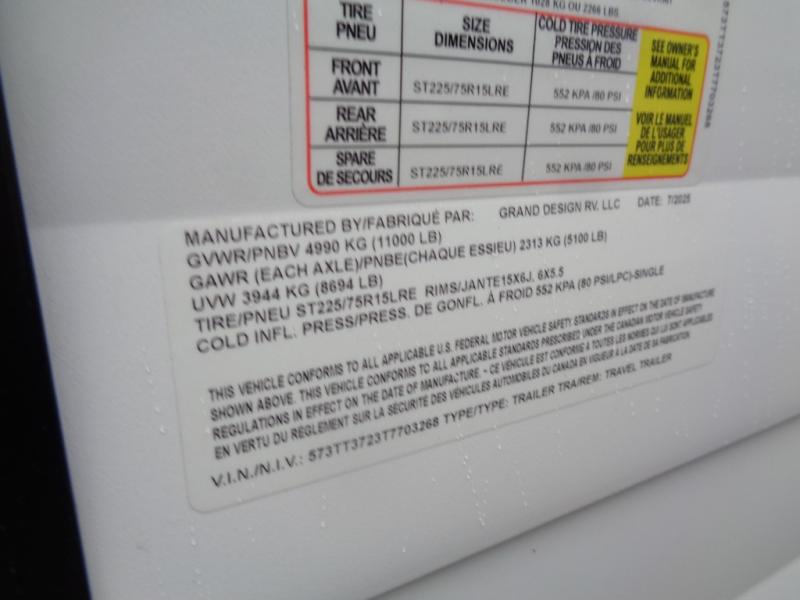 1028 KG OU 2266 LBS
TIRE PNEU SIZE DIMENSIONS COLD TIRE PRESSURE PRESSION DES PNEUS À FROID
FRONT AVANT ST225/75R15LRE 552 KPA /80 PSI
REAR ARRIÈRE ST225/75R15LRE 552 KPA /80 PSI
SPARE DE SECOURS ST225/75R15LRE 552 KPA /80 PSI
SEE OWNER'S
MANUAL FOR
ADDITIONAL
INFORMATION
VOIR LE MANUEL
DE L'USAGER
POUR PLUS DE
RENSEIGNEMENTS
573TT3723T7703268
MANUFACTURED BY/FABRIQUÉ PAR: GRAND DESIGN RV, LLC DATE: 7/2025
GVWR/PNBV 4990 KG (11000 LB)
GAWR (EACH AXLE)/PNBE(CHAQUE ESSIEU) 2313 KG (5100 LB)
UVW 3944 KG (8694 LB)
TIRE/PNEU ST225/75R15LRE RIMS/JANTE15X6J, 6X5.5
COLD INFL. PRESS/PRESS. DE GONFL. À FROID 552 KPA (80 PSI/LPC)-SINGLE
THIS VEHICLE CONFORMS TO ALL APPLICABLE U.S. FEDERAL MOTOR VEHICLE SAFETY STANDARDS IN EFFECT ON THE DATE OF MANUFACTURE
SHOWN ABOVE. THIS VEHICLE CONFORMS TO ALL APPLICABLE STANDARDS PRESCRIBED UNDER THE CANADIAN MOTOR VEHICLE SAFETY
REGULATIONS IN EFFECT ON THE DATE OF MANUFACTURE. - CE VÉHICULE EST CONFORME À TOUTES LES NORMES QUI LUI SONT APPLICABLES
EN VERTU DU RÈGLEMENT SUR LA SÉCURITÉ DES VÉHICULES AUTOMOBILES DU CANADA EN VIGUEUR À LA DATE DE SA FABRICATION.
V.I.N./N.I.V.: 573TT3723T7703268 TYPE/TYPE: TRAILER TRA/REM: TRAVEL TRAILER